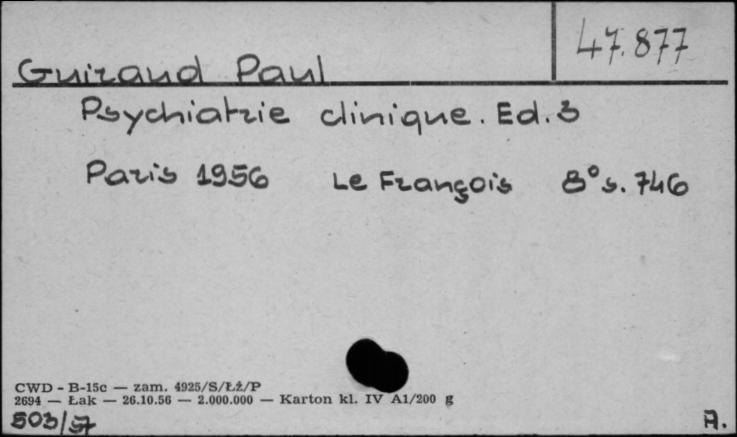 47.877
Guiraud Paul
Psychiatrie clinique. Ed. 3
Paris 1956 Le François 8° s. 746
CWD - B-15c — zam. 4925/S/Łż/P
2694 — Łak — 26.10.56 — 2.000.000 — Karton kl. IV A1/200 g
503/57 A.